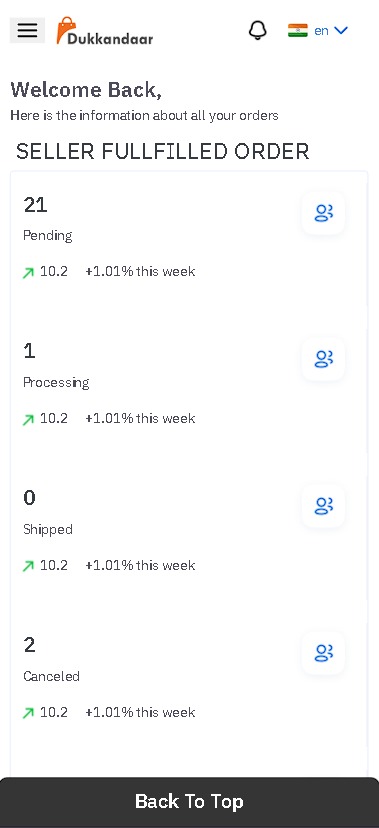 Dukkandaar
en
Welcome Back,
Here is the information about all your orders
SELLER FULLFILLED ORDER
21
Pending
10.2 +1.01% this week
1
Processing
10.2 +1.01% this week
0
Shipped
10.2 +1.01% this week
2
Canceled
10.2 +1.01% this week
Back To Top